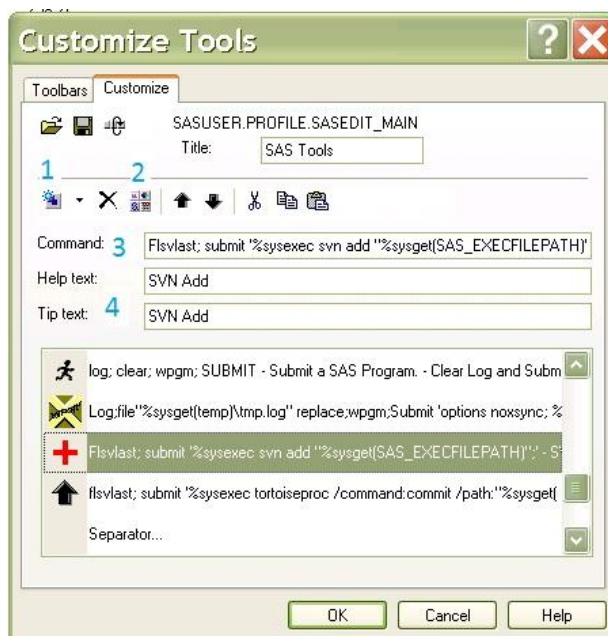 Customize Tools
Toolbars
Customize
SASUSER.PROFILE.SASEDIT_MAIN
Title:
SAS Tools
1
2
Command:
3
Flsvlast; submit '%sysexec svn add "%sysget(SAS_EXECFILEPATH)'
Help text:
SVN Add
Tip text:
4
SVN Add
log; clear; wpgm; SUBMIT - Submit a SAS Program. - Clear Log and Subm
Log;file"%sysget(temp)\tmp.log" replace;wpgm;Submit 'options noxsync; %
Flsvlast; submit '%sysexec svn add "%sysget(SAS_EXECFILEPATH)";' - S
flsvlast; submit '%sysexec tortoiseproc /command:commit /path:"%sysget(
Separator...
OK
Cancel
Help